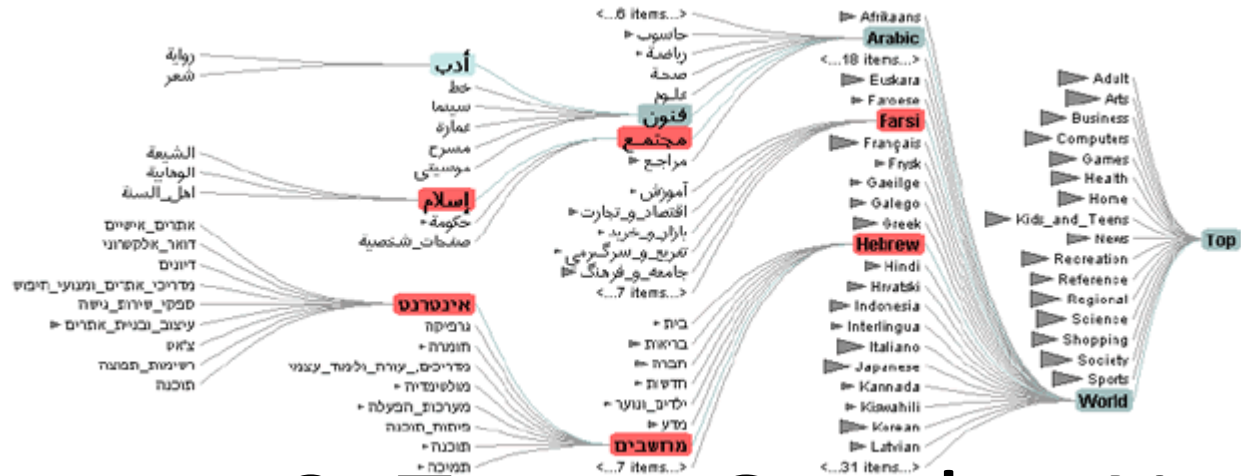 Top
Adult
Arts
Business
Computers
Games
Health
Home
Kids_and_Teens
News
Recreation
Reference
Regional
Science
Shopping
Society
Sports
World
Afrikaans
Arabic
<...18 items...>
Euskara
Faroese
Farsi
Français
Frysk
Gaeilge
Galego
Greek
Hebrew
Hindi
Hrvatski
Indonesia
Interlingua
Italiano
Japanese
Kannada
Kiswahili
Korean
Latvian
<...31 items...>
<...6 items...>
حاسوب
رياضة
صحة
علوم
فنون
مجتمع
مراجع
آموزش
اقتصاد_و_تجارت
بازار_و_خرید
تفریح_و_سرگرمی
جامعه_و_فرهنگ
<...7 items...>
בית
בריאות
חברה
חדשות
ילדים_ונוער
מדע
מחשבים
<...7 items...>
أدب
خط
سينما
عمارة
مسرح
موسيقى
إسلام
حكومة
صفحات_شخصية
אינטרנט
גרפיקה
חומרה
מדריכים,_עזרה_ולימוד_עצמי
מולטימדיה
מערכות_הפעלה
פיתוח_תוכנה
תוכנה
תמיכה
رواية
شعر
الشيعة
الوهابية
اهل_السنة
אתרים_אישיים
דואר_אלקטרוני
דיונים
מדריכי_אתרים_ומנועי_חיפוש
ספקי_שירות_גישה
עיצוב_ובניית_אתרים
צ'אט
רשימות_תפוצה
תוכנה